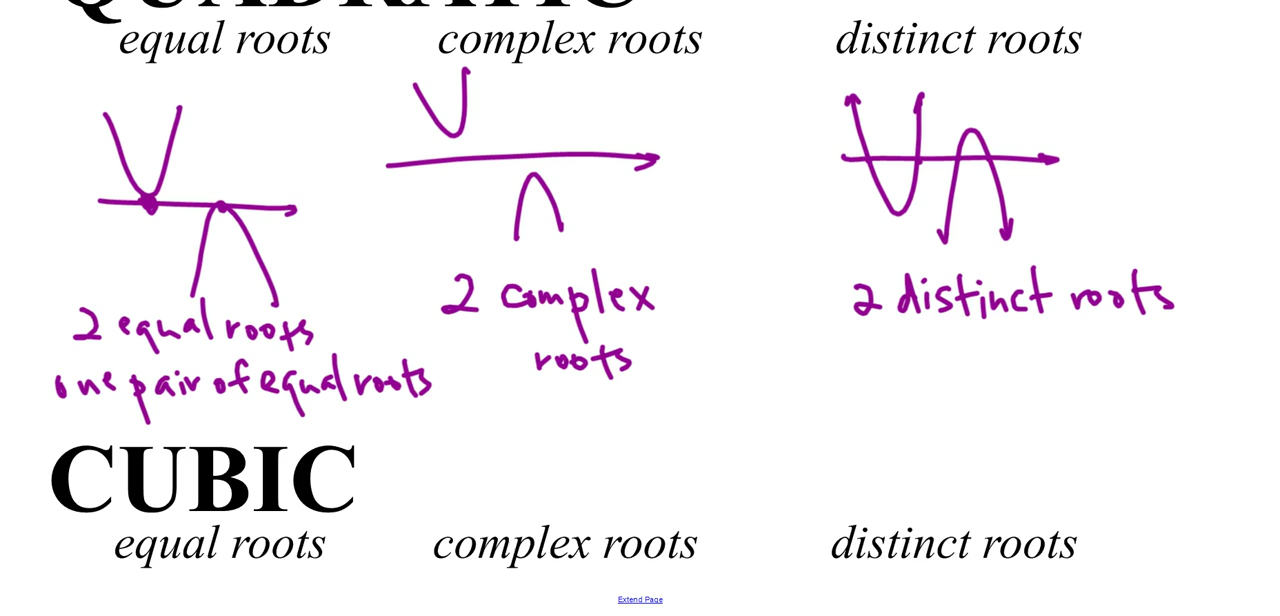 QUADRATIC
equal roots complex roots distinct roots
2 equal roots
one pair of equal roots
2 complex
roots
2 distinct roots
CUBIC
equal roots complex roots distinct roots
Extend Page